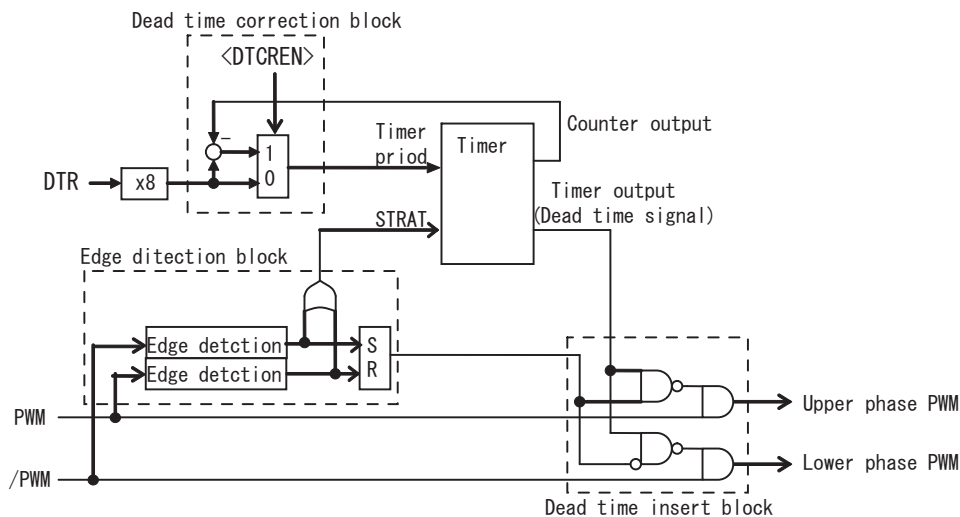 Dead time correction block
<DTCREN>
−
Counter output
Timer
priod
Timer
1
0
DTR
x8
Timer output
(Dead time signal)
STRAT
Edge ditection block
Edge detction
S
Edge detction
R
PWM
Upper phase PWM
Lower phase PWM
/PWM
Dead time insert block